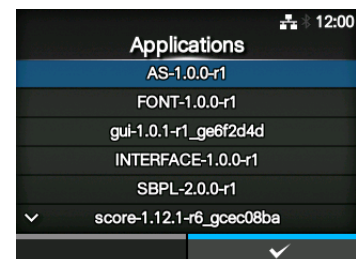 12:00
Applications
AS-1.0.0-r1
FONT-1.0.0-r1
gui-1.0.1-r1_ge6f2d4d
INTERFACE-1.0.0-r1
SBPL-2.0.0-r1
score-1.12.1-r6_gcec08ba